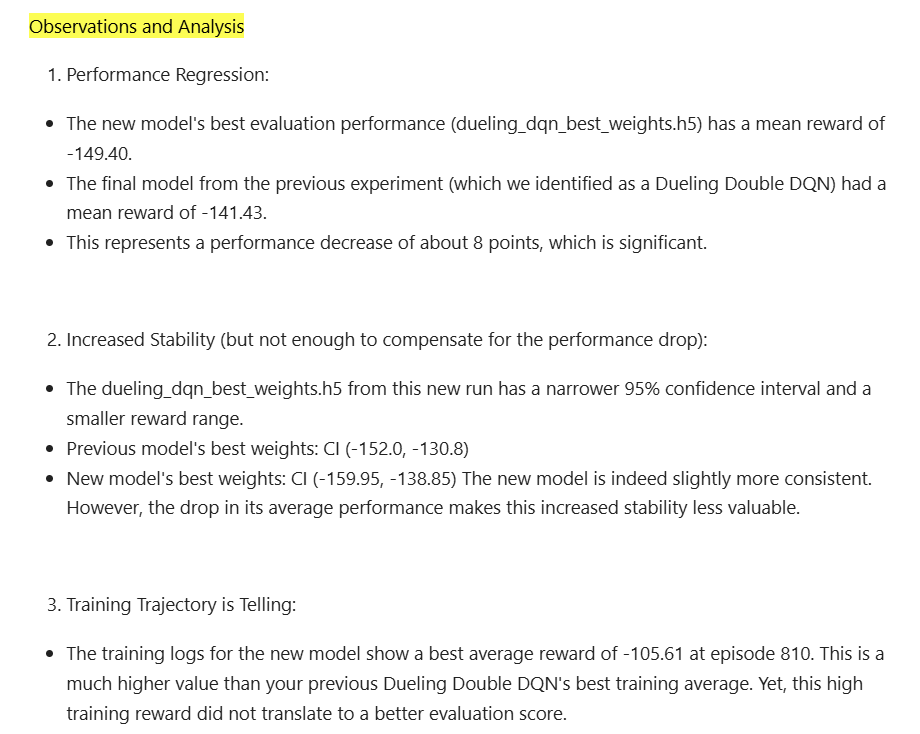 Observations and Analysis
1. Performance Regression:
• The new model's best evaluation performance (dueling_dqn_best_weights.h5) has a mean reward of
-149.40.
• The final model from the previous experiment (which we identified as a Dueling Double DQN) had a
mean reward of -141.43.
• This represents a performance decrease of about 8 points, which is significant.
2. Increased Stability (but not enough to compensate for the performance drop):
• The dueling_dqn_best_weights.h5 from this new run has a narrower 95% confidence interval and a
smaller reward range.
• Previous model's best weights: CI (-152.0, -130.8)
• New model's best weights: CI (-159.95, -138.85) The new model is indeed slightly more consistent.
However, the drop in its average performance makes this increased stability less valuable.
3. Training Trajectory is Telling:
• The training logs for the new model show a best average reward of -105.61 at episode 810. This is a
much higher value than your previous Dueling Double DQN's best training average. Yet, this high
training reward did not translate to a better evaluation score.